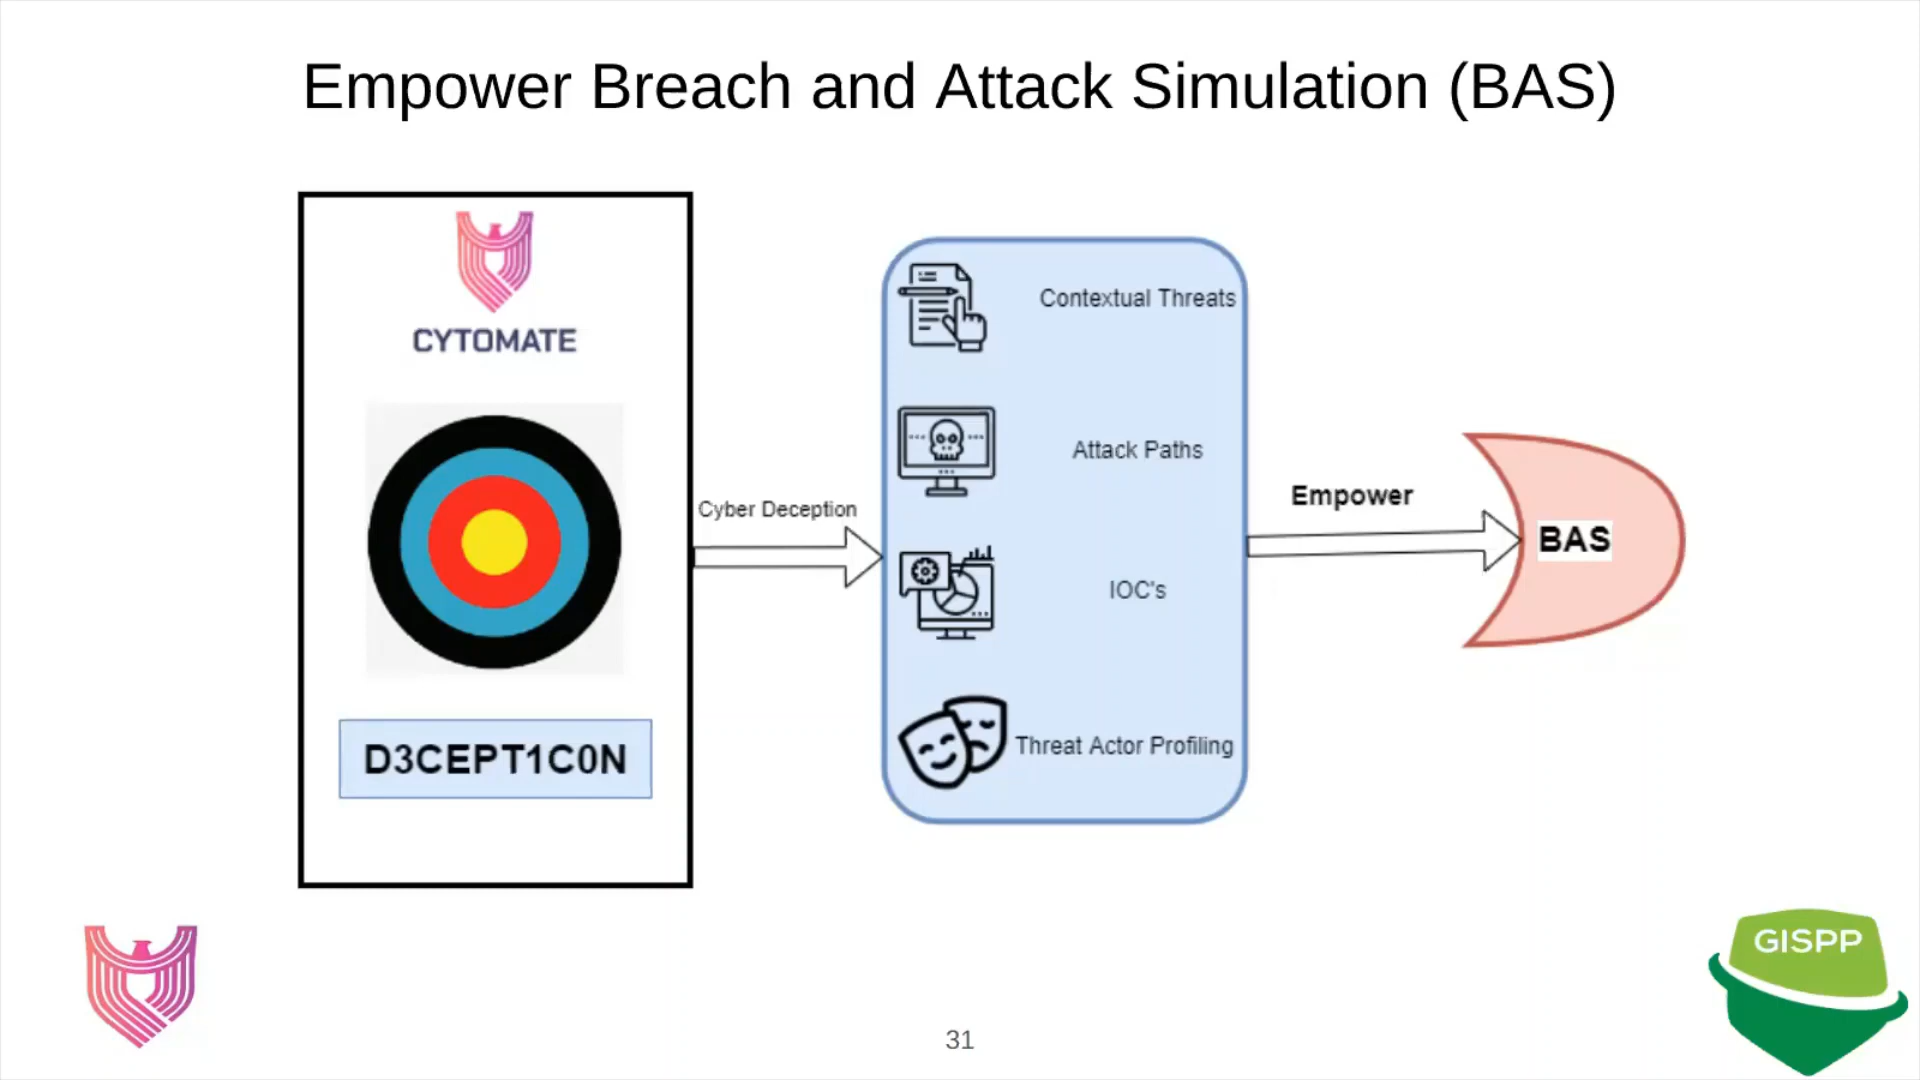 Empower Breach and Attack Simulation (BAS)
CYTOMATE
D3CEPT1C0N
Cyber Deception
Contextual Threats
Attack Paths
IOC's
Threat Actor Profiling
Empower
BAS
GISPP
31